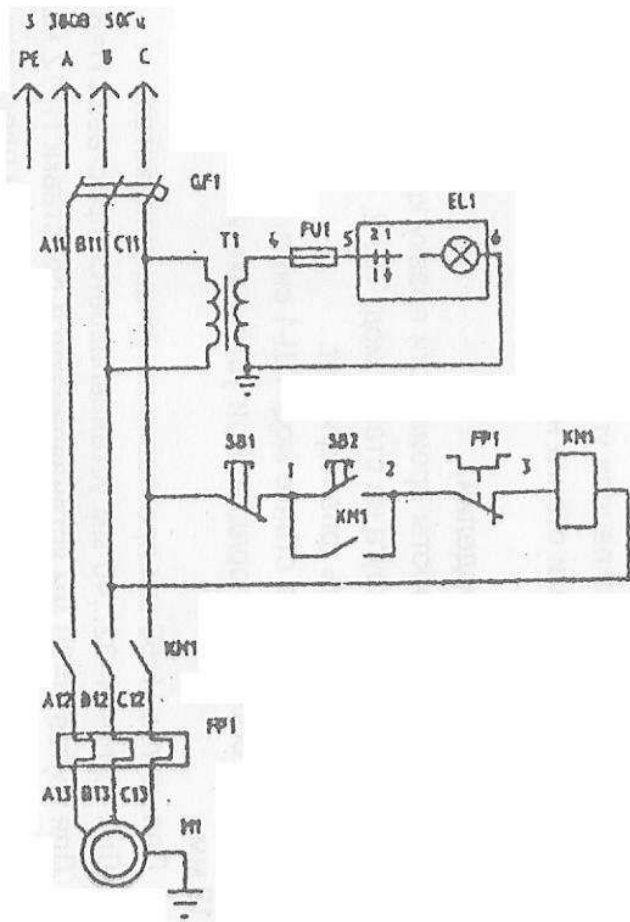 3 380В 50Гц
PE A B C
QF1
EL1
A11 B11 C11
T1 4 FU1 5 2 1 6
SB1 1 SB2 2 FP1 3 KM1
KM1
KM1
A12 B12 C12
FP1
A13 B13 C13
M1